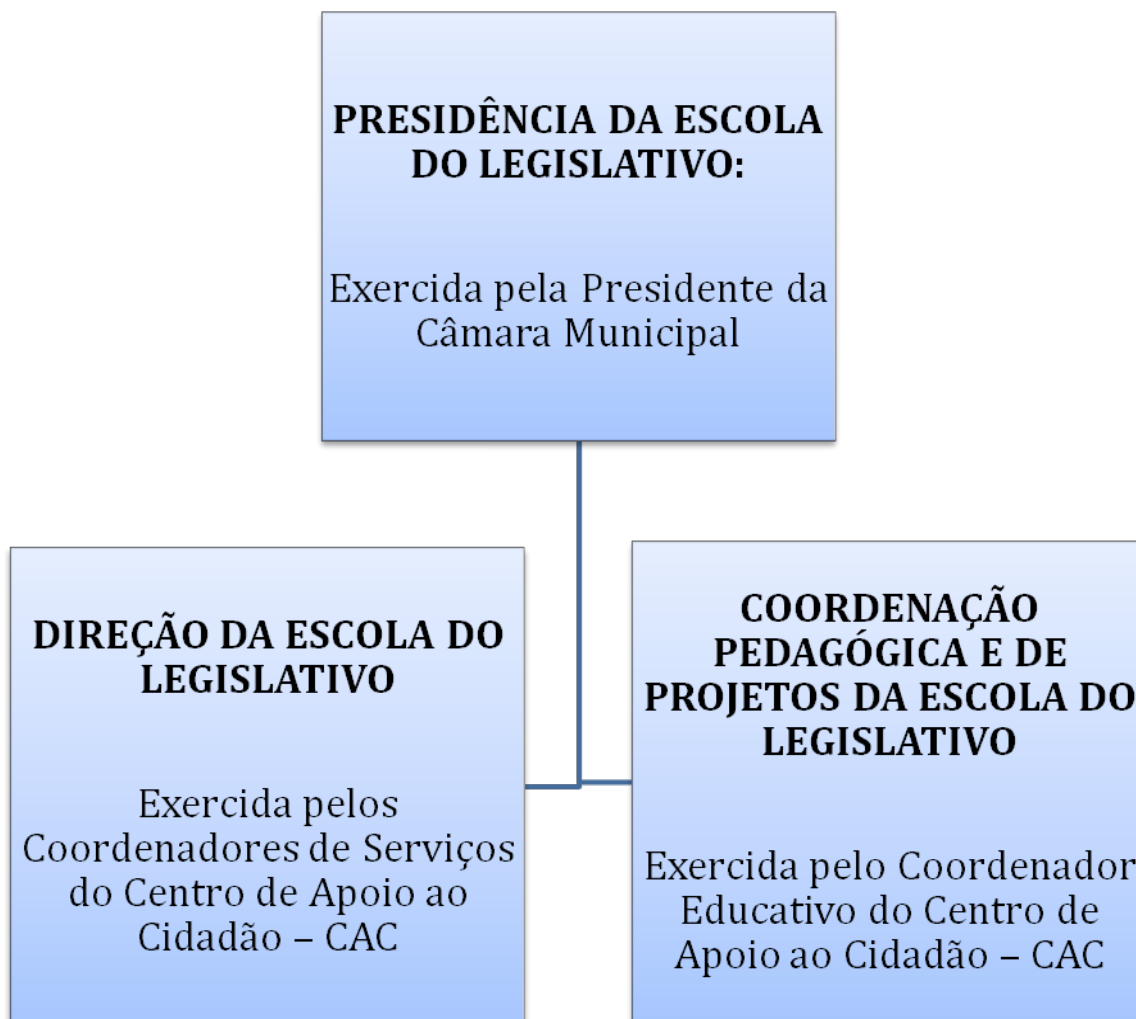 PRESIDÊNCIA DA ESCOLA
DO LEGISLATIVO:
Exercida pela Presidente da
Câmara Municipal
DIREÇÃO DA ESCOLA DO
LEGISLATIVO
Exercida pelos
Coordenadores de Serviços
do Centro de Apoio ao
Cidadão – CAC
COORDENAÇÃO
PEDAGÓGICA E DE
PROJETOS DA ESCOLA DO
LEGISLATIVO
Exercida pelo Coordenador
Educativo do Centro de
Apoio ao Cidadão – CAC